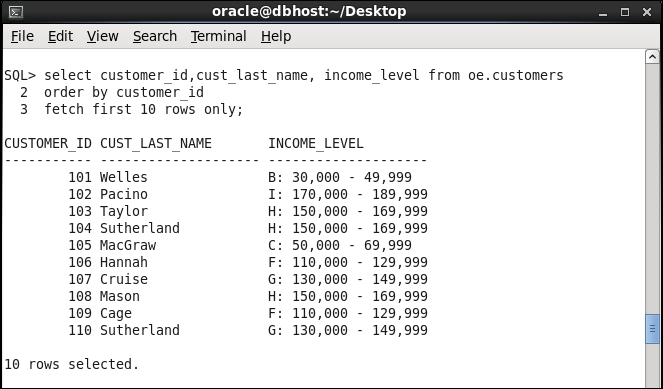 oracle@dbhost:~/Desktop
File Edit View Search Terminal Help
SQL> select customer_id,cust_last_name, income_level from oe.customers
  2  order by customer_id
  3  fetch first 10 rows only;

CUSTOMER_ID CUST_LAST_NAME       INCOME_LEVEL
----------- -------------------- --------------------
        101 Welles               B: 30,000 - 49,999
        102 Pacino               I: 170,000 - 189,999
        103 Taylor               H: 150,000 - 169,999
        104 Sutherland           H: 150,000 - 169,999
        105 MacGraw              C: 50,000 - 69,999
        106 Hannah               F: 110,000 - 129,999
        107 Cruise               G: 130,000 - 149,999
        108 Mason                H: 150,000 - 169,999
        109 Cage                 F: 110,000 - 129,999
        110 Sutherland           G: 130,000 - 149,999

10 rows selected.